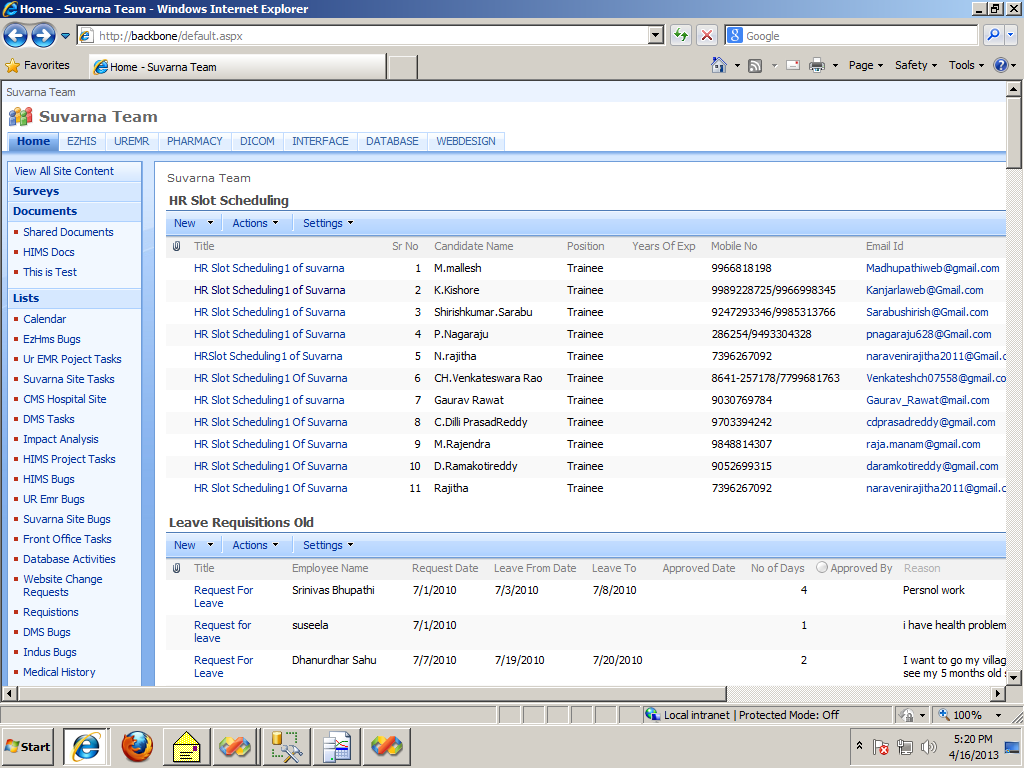 Home - Suvarna Team - Windows Internet Explorer
http://backbone/default.aspx
Google
Favorites
Home - Suvarna Team
Page
Safety
Tools
Suvarna Team
Suvarna Team
Home EZHIS UREMR PHARMACY DICOM INTERFACE DATABASE WEBDESIGN
View All Site Content
Surveys
Documents
Shared Documents
HIMS Docs
This is Test
Lists
Calendar
EzHms Bugs
Ur EMR Poject Tasks
Suvarna Site Tasks
CMS Hospital Site
DMS Tasks
Impact Analysis
HIMS Project Tasks
HIMS Bugs
UR Emr Bugs
Suvarna Site Bugs
Front Office Tasks
Database Activities
Website Change
Requests
Requistions
DMS Bugs
Indus Bugs
Medical History
Suvarna Team
HR Slot Scheduling
New Actions Settings
Title Sr No Candidate Name Position Years Of Exp Mobile No Email Id
HR Slot Scheduling1 of suvarna 1 M.mallesh Trainee 9966818198 Madhupathiweb@gmail.com
HR Slot Scheduling1 of Suvarna 2 K.Kishore Trainee 9989228725/9966998345 Kanjarlaweb@Gmail.com
HR Slot Scheduling1 of Suvarna 3 Shirishkumar.Sarabu Trainee 9247293346/9985313766 Sarabushirish@Gmail.com
HR Slot Scheduling1 of Suvarna 4 P.Nagaraju Trainee 286254/9493304328 pnagaraju628@Gmail.com
HRSlot Scheduling1 of Suvarna 5 N.rajitha Trainee 7396267092 naravenirajitha2011@Gmail.c
HR Slot Scheduling1 Of Suvarna 6 CH.Venkateswara Rao Trainee 8641-257178/7799681763 Venkateshch07558@gmail.co
HR Slot Scheduling1 of suvarna 7 Gaurav Rawat Trainee 9030769784 Gaurav_Rawat@mail.com
HR Slot Scheduling1 Of Suvarna 8 C.Dilli PrasadReddy Trainee 9703394242 cdprasadreddy@gmail.com
HR Slot Scheduling1 Of Suvarna 9 M.Rajendra Trainee 9848814307 raja.manam@gmail.com
HR Slot Scheduling1 Of Suvarna 10 D.Ramakotireddy Trainee 9052699315 daramkotireddy@gmail.com
HR Slot Scheduling1 Of Suvarna 11 Rajitha Trainee 7396267092 naravenirajitha2011@gmail.c
Leave Requisitions Old
New Actions Settings
Title Employee Name Request Date Leave From Date Leave To Approved Date No of Days Approved By Reason
Request For
Leave
Srinivas Bhupathi 7/1/2010 7/3/2010 7/8/2010 4 Persnol work
Request for
leave
suseela 7/1/2010 1 i have health problem
Request For
Leave
Dhanurdhar Sahu 7/7/2010 7/19/2010 7/20/2010 2 I want to go my villag
see my 5 months old
Local intranet | Protected Mode: Off
100%
Start
5:20 PM
4/16/2013